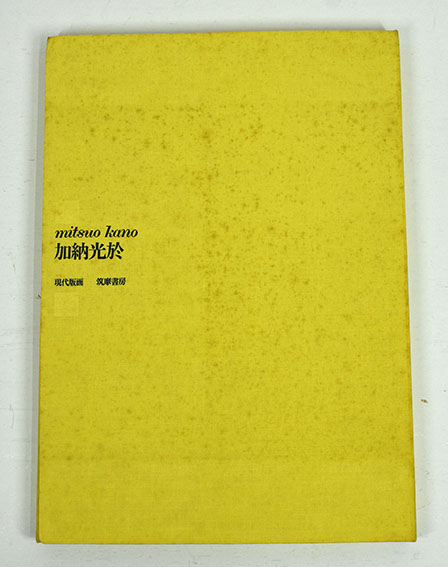 mitsuo kano
加納光於
現代版画　筑摩書房